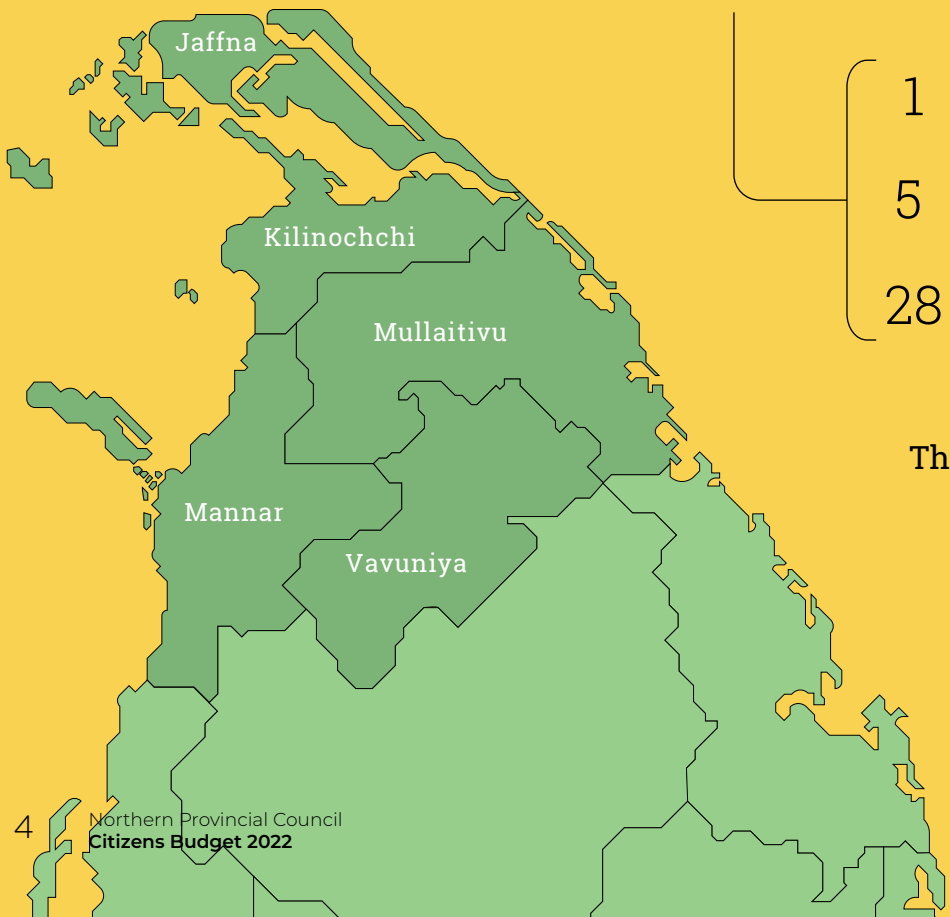 Jaffna
1
5
Kilinochchi
28
Mullaitivu
Th
Mannar
Vavuniya
4
Northern Provincial Council
Citizens Budget 2022